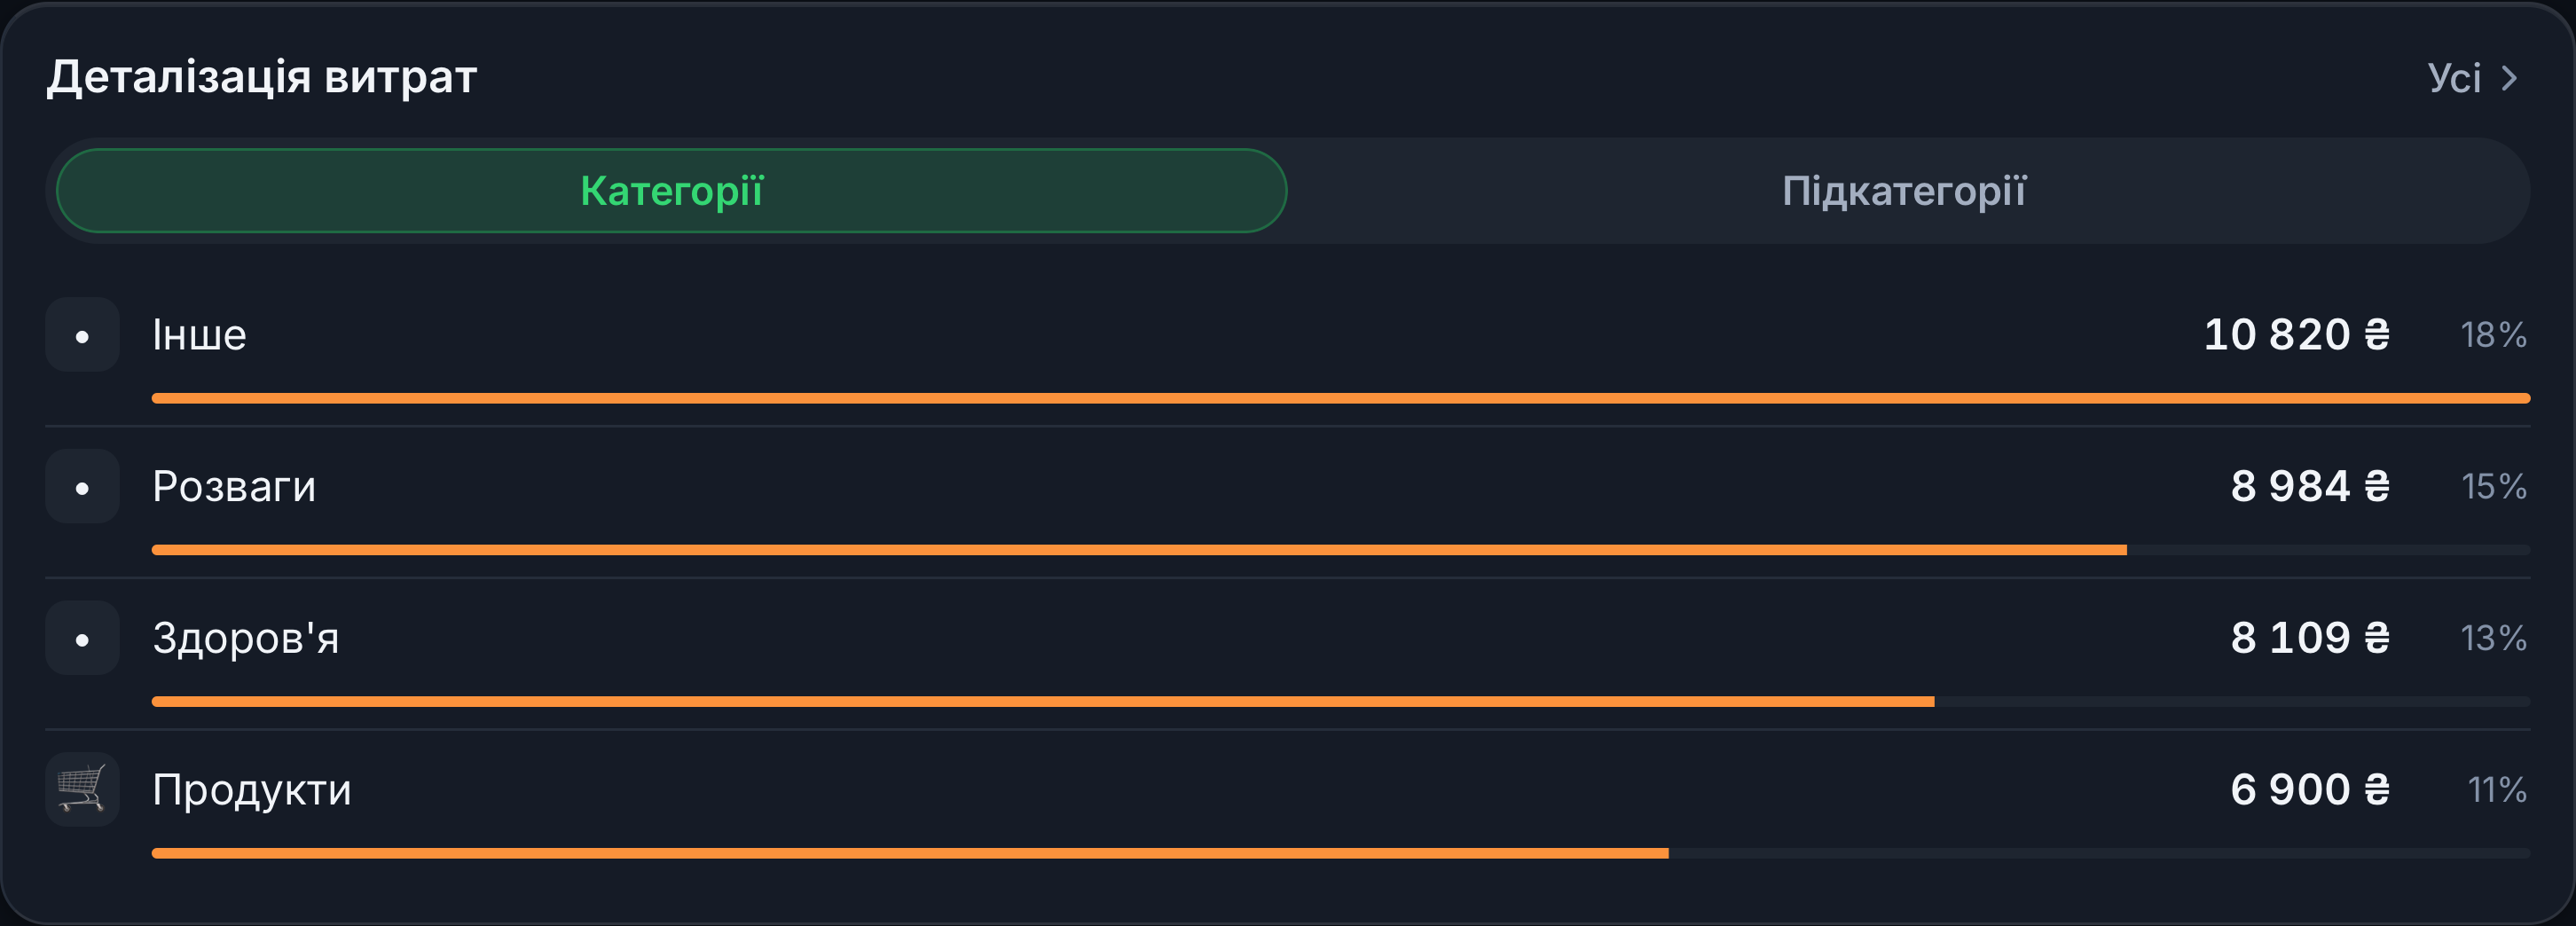 Деталізація витрат Усі
Категорії Підкатегорії
Інше 10 820 ₴ 18%
Розваги 8 984 ₴ 15%
Здоров'я 8 109 ₴ 13%
Продукти 6 900 ₴ 11%